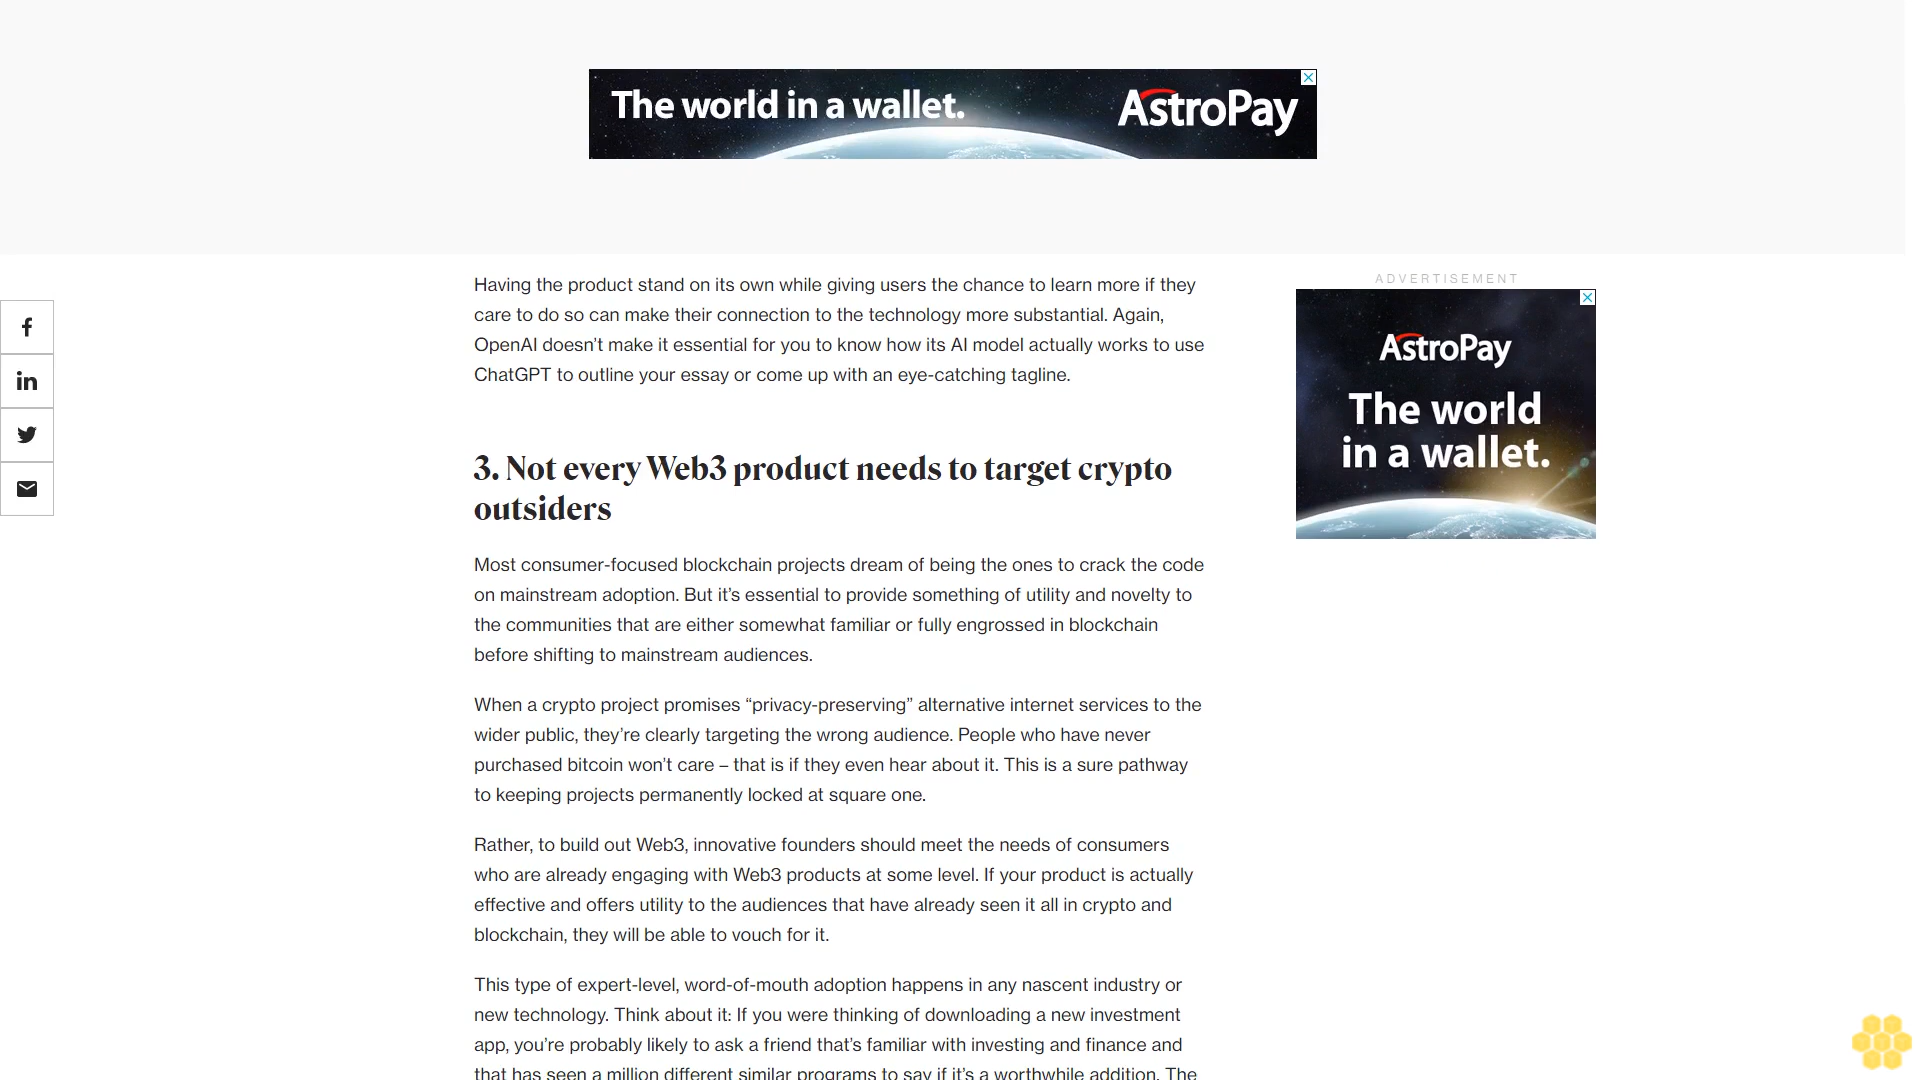 The world in a wallet.
AstroPay
Having the product stand on its own while giving users the chance to learn more if they
care to do so can make their connection to the technology more substantial. Again,
OpenAI doesn’t make it essential for you to know how its AI model actually works to use
ChatGPT to outline your essay or come up with an eye-catching tagline.
3. Not every Web3 product needs to target crypto
outsiders
Most consumer-focused blockchain projects dream of being the ones to crack the code
on mainstream adoption. But it’s essential to provide something of utility and novelty to
the communities that are either somewhat familiar or fully engrossed in blockchain
before shifting to mainstream audiences.
When a crypto project promises “privacy-preserving” alternative internet services to the
wider public, they’re clearly targeting the wrong audience. People who have never
purchased bitcoin won’t care – that is if they even hear about it. This is a sure pathway
to keeping projects permanently locked at square one.
Rather, to build out Web3, innovative founders should meet the needs of consumers
who are already engaging with Web3 products at some level. If your product is actually
effective and offers utility to the audiences that have already seen it all in crypto and
blockchain, they will be able to vouch for it.
This type of expert-level, word-of-mouth adoption happens in any nascent industry or
new technology. Think about it: If you were thinking of downloading a new investment
app, you’re probably likely to ask a friend that’s familiar with investing and finance and
that has seen a million different similar programs to say if it’s a worthwhile addition. The
ADVERTISEMENT
AstroPay
The world
in a wallet.